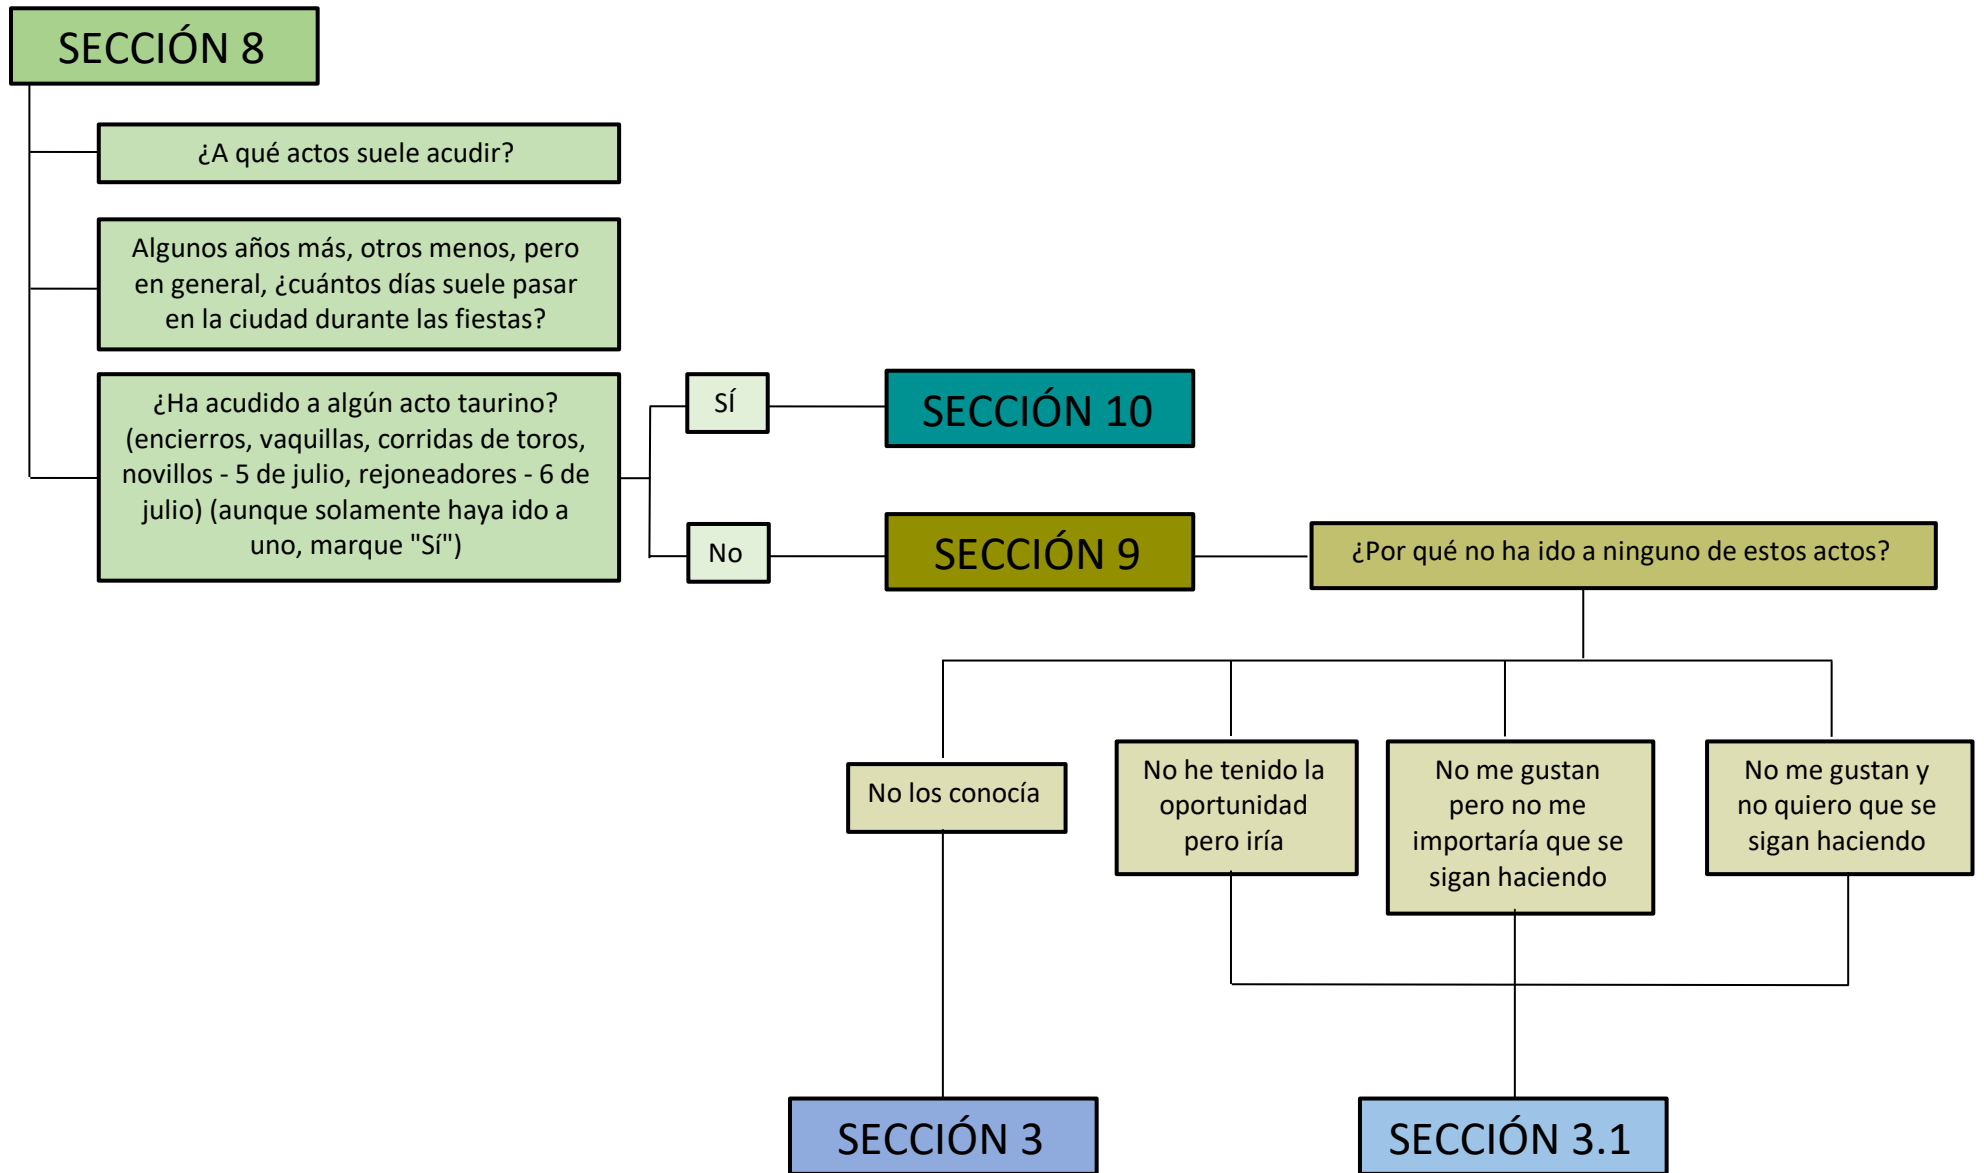 SECCIÓN 8
¿A qué actos suele acudir?
Algunos años más, otros menos, pero
en general, ¿cuántos días suele pasar
en la ciudad durante las fiestas?
¿Ha acudido a algún acto taurino?
(encierros, vaquillas, corridas de toros,
novillos - 5 de julio, rejoneadores - 6 de
julio) (aunque solamente haya ido a
uno, marque "Sí")
SÍ
SECCIÓN 10
No
SECCIÓN 9
¿Por qué no ha ido a ninguno de estos actos?
No los conocía
No he tenido la
oportunidad
pero iría
No me gustan
pero no me
importaría que se
sigan haciendo
No me gustan y
no quiero que se
sigan haciendo
SECCIÓN 3
SECCIÓN 3.1